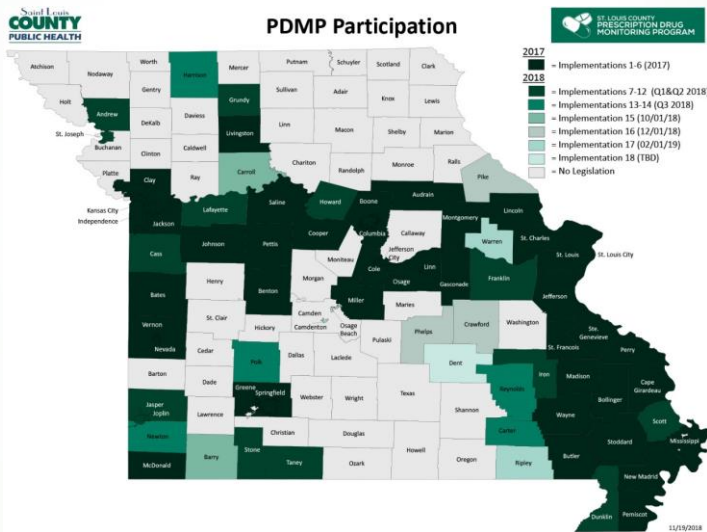 Saint Louis
COUNTY
PUBLIC HEALTH
PDMP Participation
ST. LOUIS COUNTY
PRESCRIPTION DRUG
MONITORING PROGRAM
2017
= Implementations 1-6 (2017)
2018
= Implementations 7-12 (Q1&Q2 2018)
= Implementations 13-14 (Q3 2018)
= Implementation 15 (10/01/18)
= Implementation 16 (12/01/18)
= Implementation 17 (02/01/19)
= Implementation 18 (TBD)
= No Legislation
Atchison
Nodaway
Worth
Harrison
Mercer
Putnam
Schuyler
Scotland
Clark
Gentry
Sullivan
Adair
Knox
Lewis
Holt
Andrew
Grundy
DeKalb
Daviess
Livingston
Linn
Macon
Shelby
Marion
St. Joseph
Buchanan
Clinton
Caldwell
Chariton
Randolph
Monroe
Ralls
Platte
Clay
Ray
Carroll
Pike
Kansas City
Independence
Jackson
Lafayette
Saline
Howard
Boone
Audrain
Lincoln
Montgomery
Cooper
Columbia
Callaway
Warren
St. Charles
St. Louis
St. Louis City
Johnson
Pettis
Jefferson
City
Moniteau
Cole
Linn
Osage
Gasconade
Franklin
Cass
Jefferson
Bates
Henry
Benton
Morgan
Miller
Maries
Washington
Ste.
Genevieve
St. Clair
Camden
Camdenton
Osage
Beach
Phelps
Crawford
St. Francois
Perry
Vernon
Nevada
Hickory
Pulaski
Dent
Iron
Madison
Cape
Girardeau
Cedar
Polk
Dallas
Laclede
Barton
Dade
Greene
Springfield
Webster
Wright
Texas
Reynolds
Bollinger
Wayne
Scott
Jasper
Joplin
Lawrence
Shannon
Carter
Stoddard
Mississippi
Newton
Christian
Douglas
Howell
Butler
McDonald
Barry
Stone
Taney
Ozark
Oregon
Ripley
New Madrid
Dunklin
Pemiscot
11/19/2018